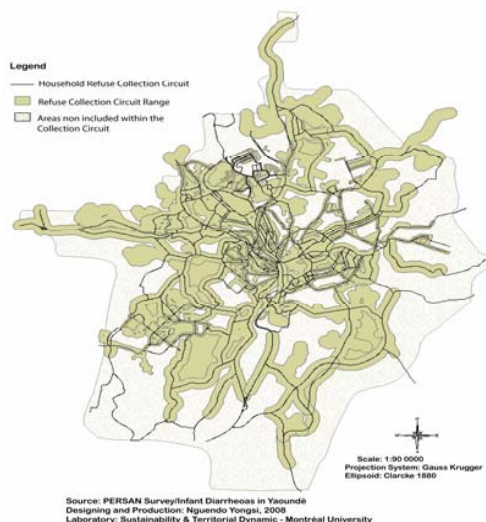 Legend
Household Refuse Collection Circuit
Refuse Collection Circuit Range
Areas non included within the
Collection Circuit
Scale: 1:90 0000
Projection System: Gauss Krugger
Ellipsoid: Clarcke 1880
Source: PERSAN Survey/Infant Diarrhoeas in Yaoundé
Designing and Production: Nguendo Yongsi, 2008
Laboratory: Sustainability & Territorial Dynamic - Montréal University